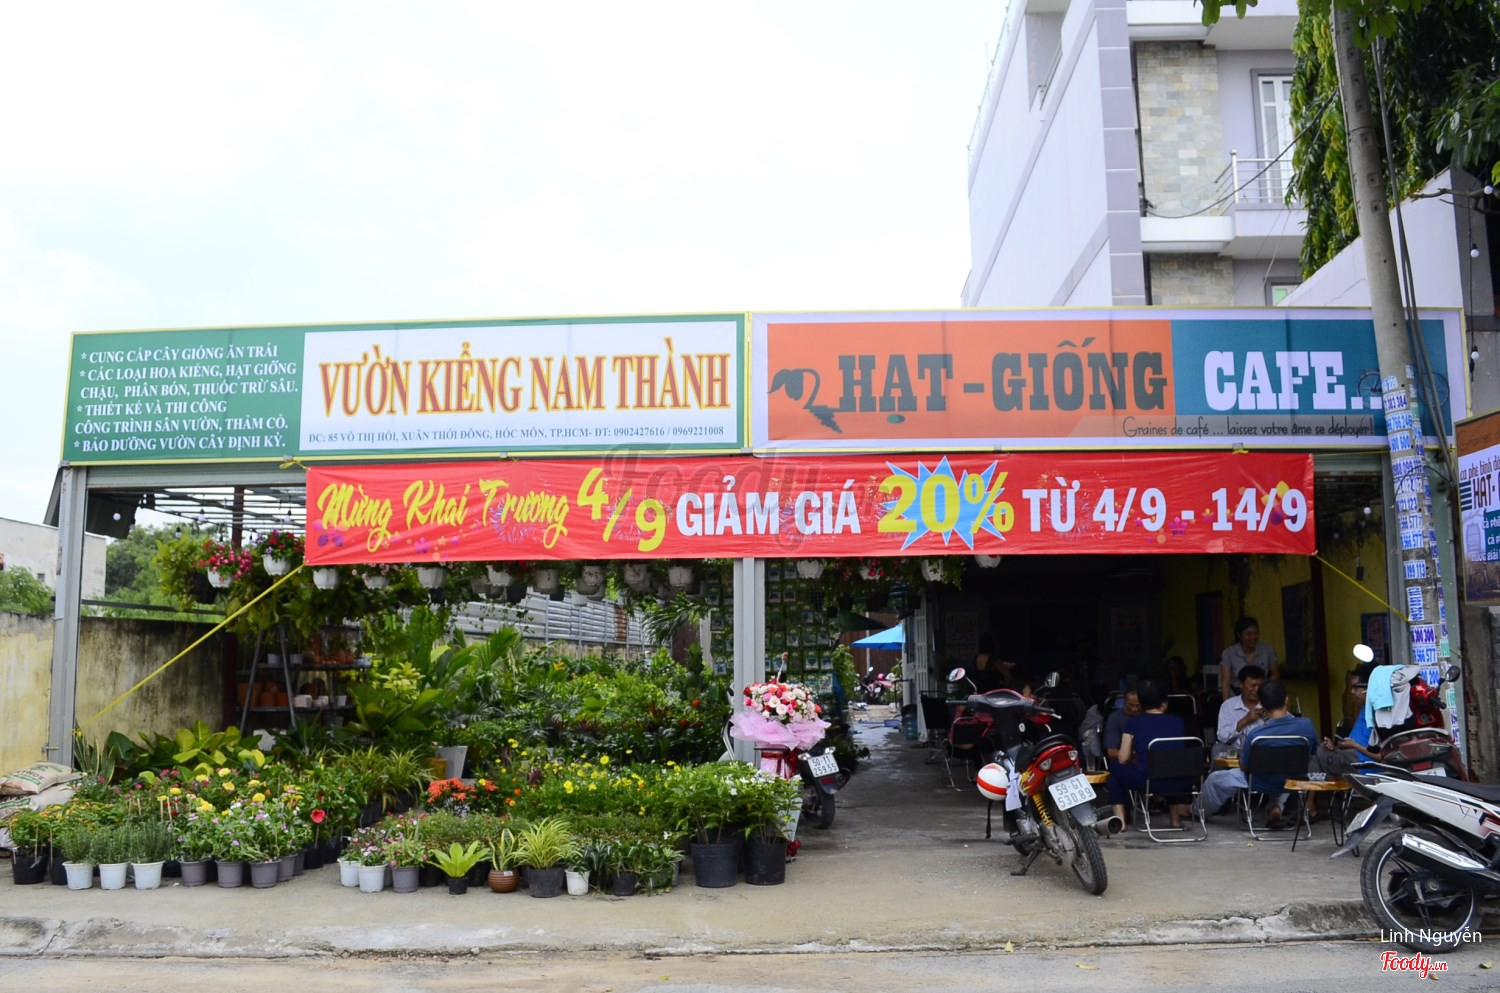 * CUNG CẤP CÂY GIỐNG ĂN TRÁI
* CÁC LOẠI HOA KIỂNG, HẠT GIỐNG
CHẬU, PHÂN BÓN, THUỐC TRỪ SÂU.
* THIẾT KẾ VÀ THI CÔNG
CÔNG TRÌNH SÂN VƯỜN, THẢM CỎ.
* BẢO DƯỠNG VƯỜN CÂY ĐỊNH KỲ.
VƯỜN KIỂNG NAM THÀNH
ĐC: 85 VÕ THỊ HỒI, XUÂN THỚI ĐÔNG, HÓC MÔN, TP.HCM- ĐT: 0902427616 / 0969221008
HẠT-GIỐNG CAFE..
Graines de café ... laissez votre âme se déployer!
Mừng Khai Trương 4/9 GIẢM GIÁ 20% TỪ 4/9 - 14/9
Foody
59-G1
530.89
Linh Nguyễn
Foody.vn